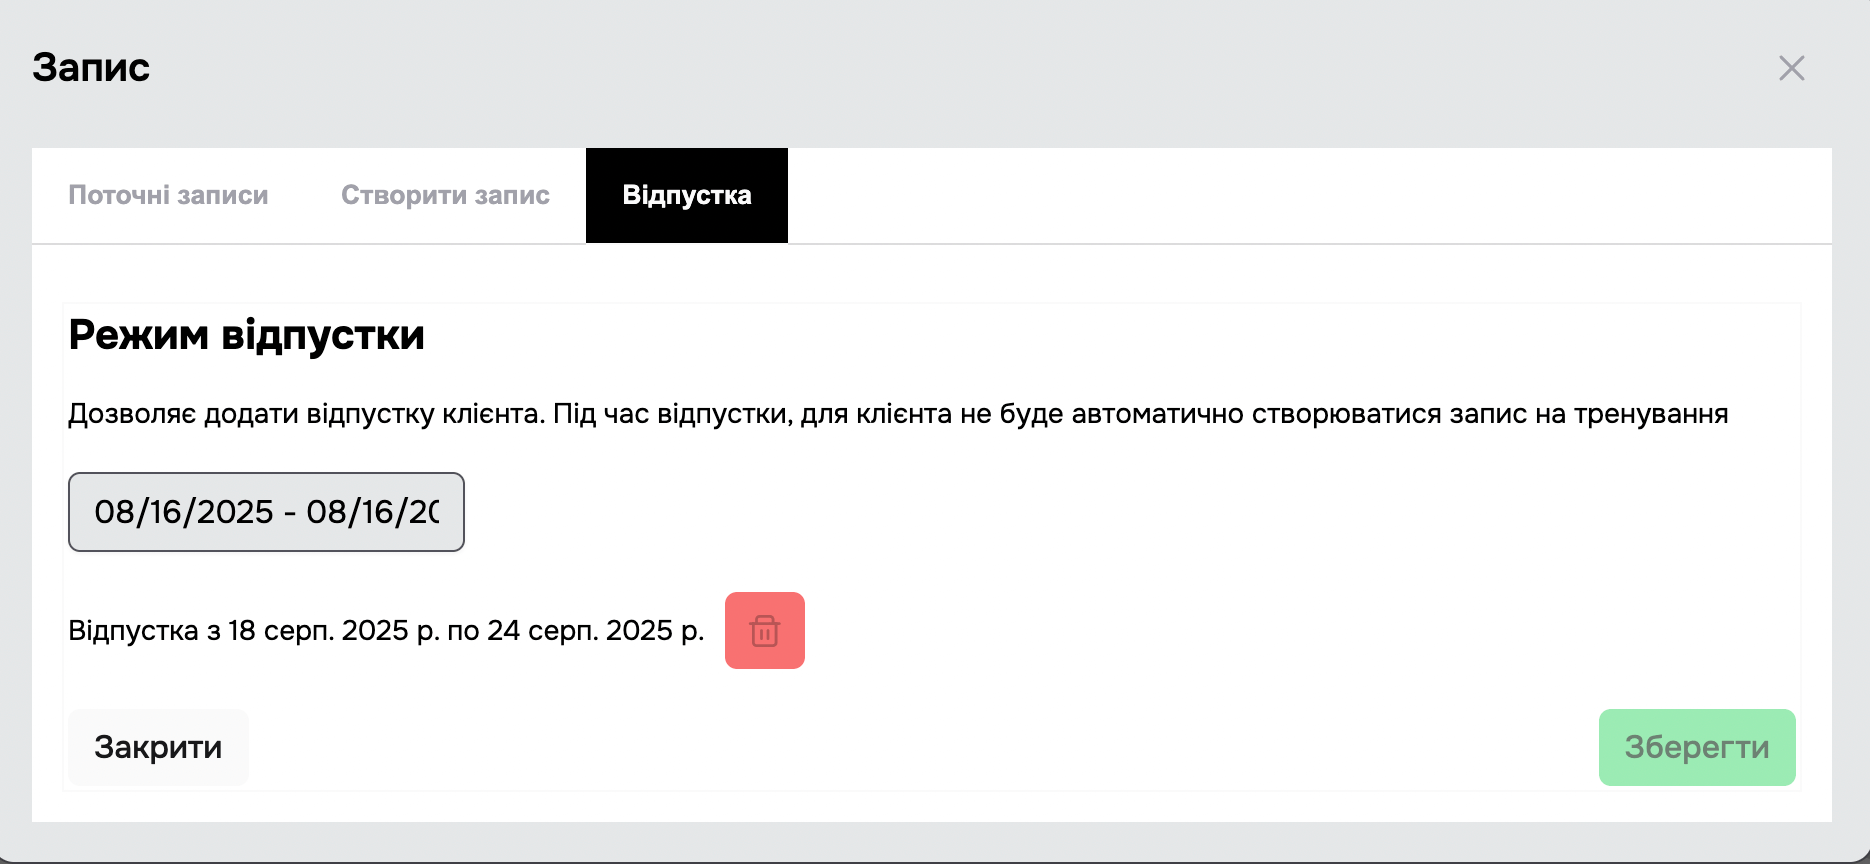 Запис
Поточні записи
Створити запис
Відпустка
Режим відпустки
Дозволяє додати відпустку клієнта. Під час відпустки, для клієнта не буде автоматично створюватися запис на тренування
08/16/2025 - 08/16/20
Відпустка з 18 серп. 2025 р. по 24 серп. 2025 р.
Закрити
Зберегти